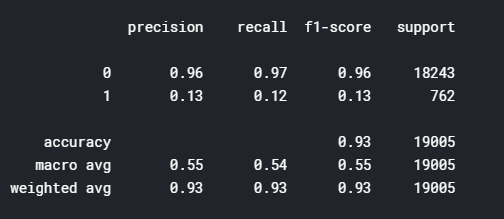 precision recall f1-score support
0 0.96 0.97 0.96 18243
1 0.13 0.12 0.13 762
accuracy 0.93 19005
macro avg 0.55 0.54 0.55 19005
weighted avg 0.93 0.93 0.93 19005